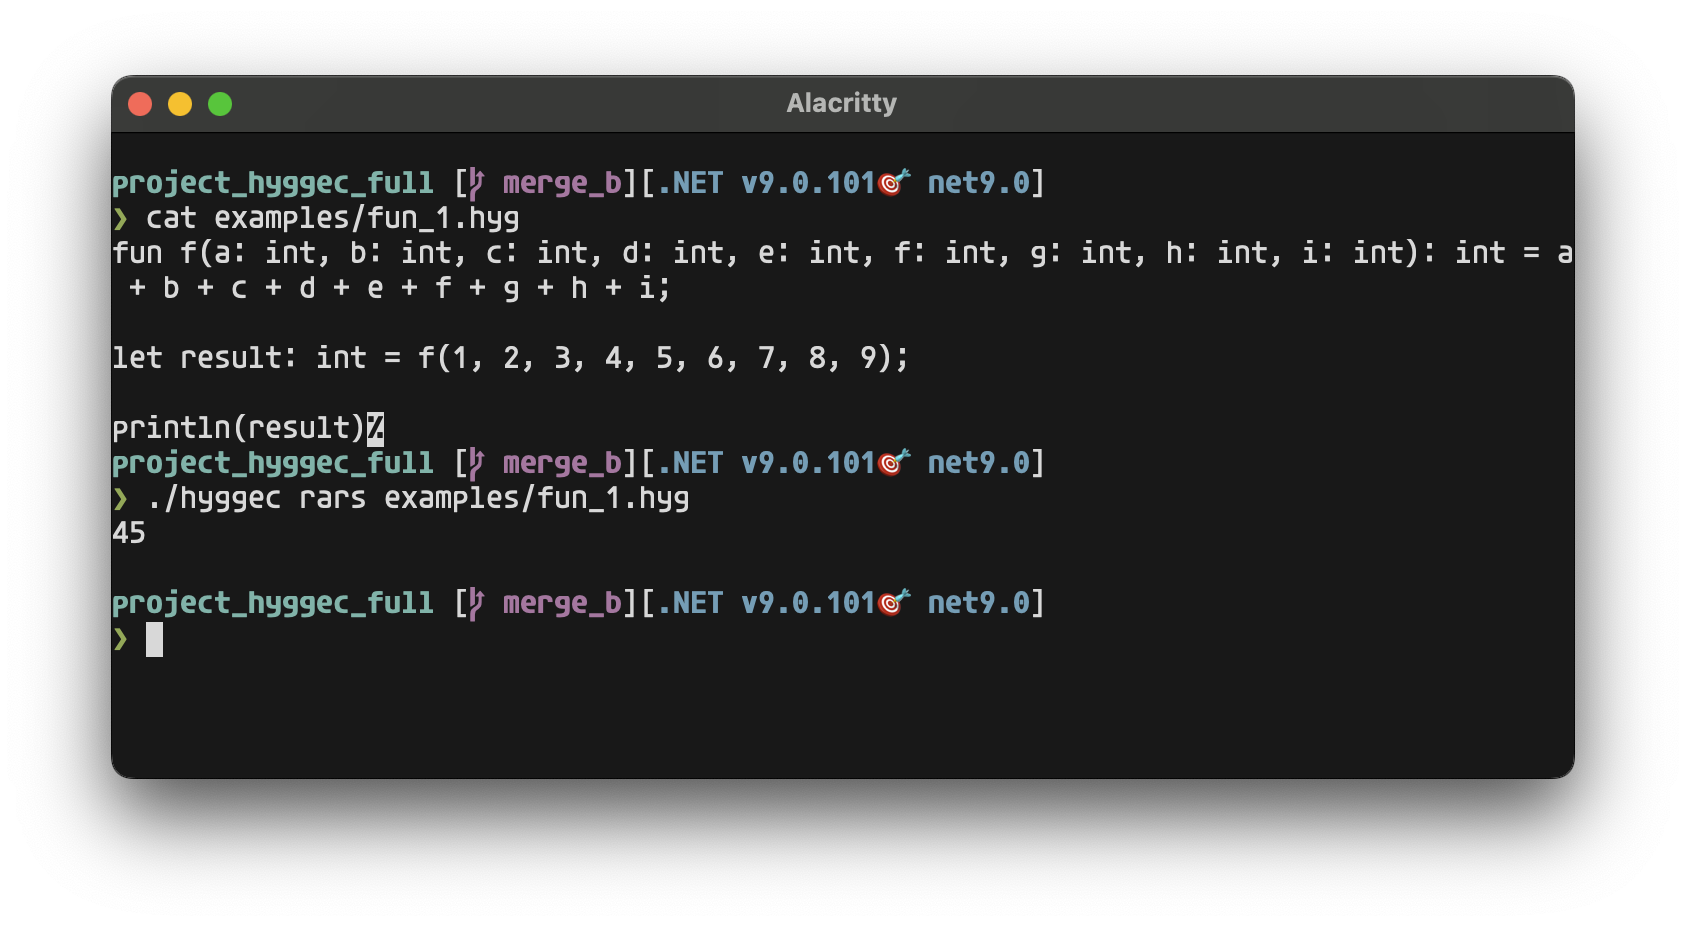 Alacritty
project_hyggec_full [ merge_b][.NET v9.0.101🎯 net9.0]
❯ cat examples/fun_1.hyg
fun f(a: int, b: int, c: int, d: int, e: int, f: int, g: int, h: int, i: int): int = a
 + b + c + d + e + f + g + h + i;
let result: int = f(1, 2, 3, 4, 5, 6, 7, 8, 9);
println(result)%
project_hyggec_full [ merge_b][.NET v9.0.101🎯 net9.0]
❯ ./hyggec rars examples/fun_1.hyg
45
project_hyggec_full [ merge_b][.NET v9.0.101🎯 net9.0]
❯